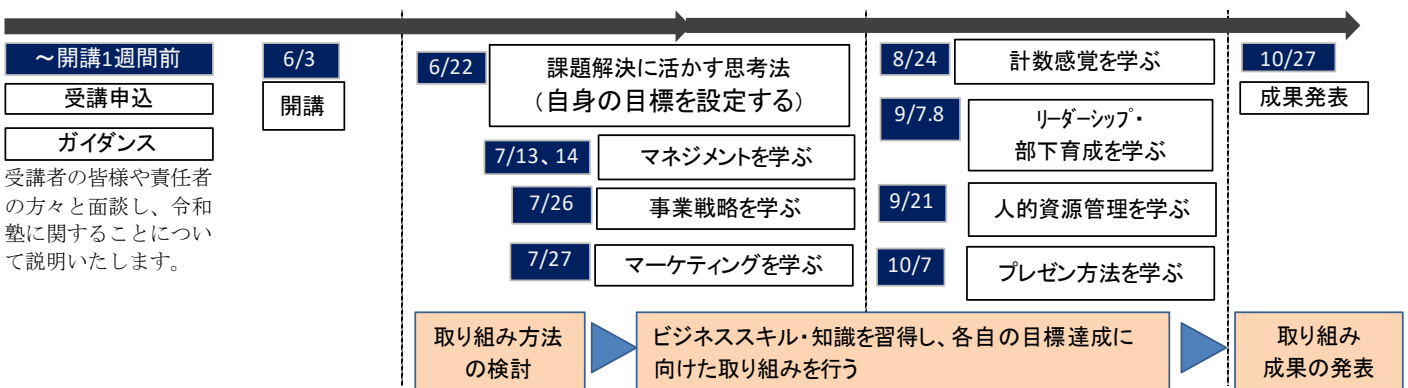 ～開講1週間前
受講申込
ガイダンス
受講者の皆様や責任者
の方々と面談し、令和
塾に関することについ
て説明いたします。
6/3
開講
6/22
課題解決に活かす思考法
（自身の目標を設定する）
7/13、14
マネジメントを学ぶ
7/26
事業戦略を学ぶ
7/27
マーケティングを学ぶ
8/24
計数感覚を学ぶ
9/7.8
リーダーシップ・
部下育成を学ぶ
9/21
人的資源管理を学ぶ
10/7
プレゼン方法を学ぶ
10/27
成果発表
取り組み方法
の検討
ビジネススキル・知識を習得し、各自の目標達成に
向けた取り組みを行う
取り組み
成果の発表